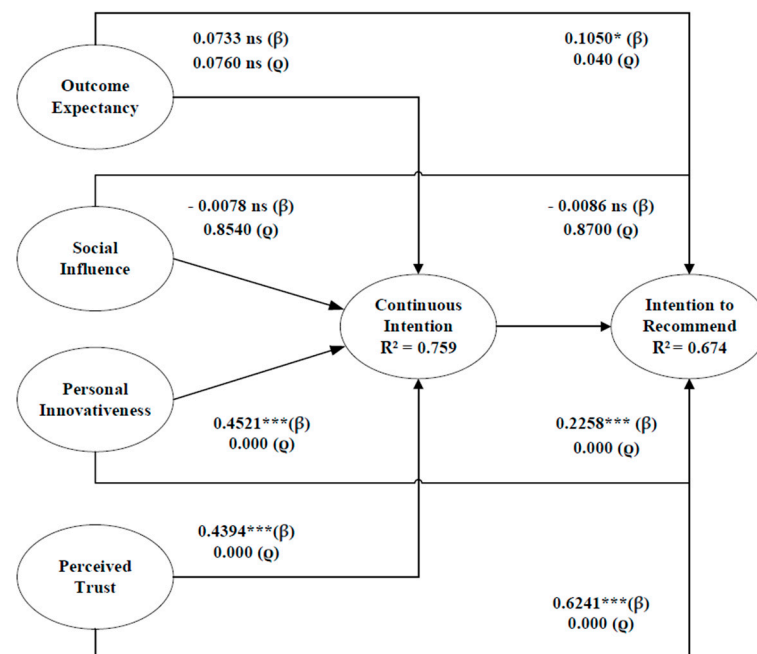 0.0733 ns (β)
0.0760 ns (ϱ)
0.1050* (β)
0.040 (ϱ)
Outcome
Expectancy
- 0.0078 ns (β)
0.8540 (ϱ)
- 0.0086 ns (β)
0.8700 (ϱ)
Social
Influence
Continuous
Intention
R² = 0.759
Intention to
Recommend
R² = 0.674
Personal
Innovativeness
0.4521***(β)
0.000 (ϱ)
0.2258*** (β)
0.000 (ϱ)
0.4394***(β)
0.000 (ϱ)
Perceived
Trust
0.6241***(β)
0.000 (ϱ)